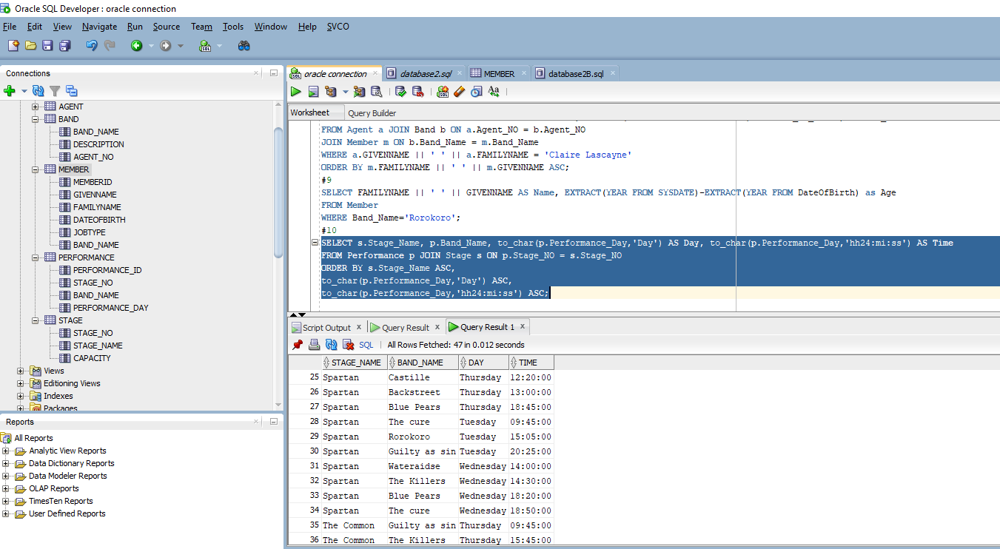 Oracle SQL Developer : oracle connection
File Edit View Navigate Run Source Team Tools Window Help SVCO
Connections
AGENT
BAND
BAND_NAME
DESCRIPTION
AGENT_NO
MEMBER
MEMBERID
GIVENNAME
FAMILYNAME
DATEOFBIRTH
JOBTYPE
BAND_NAME
PERFORMANCE
PERFORMANCE_ID
STAGE_NO
BAND_NAME
PERFORMANCE_DAY
STAGE
STAGE_NO
STAGE_NAME
CAPACITY
Views
Editioning Views
Indexes
Packages
Reports
All Reports
Analytic View Reports
Data Dictionary Reports
Data Modeler Reports
OLAP Reports
TimesTen Reports
User Defined Reports
oracle connection database2.sql MEMBER database2B.sql
Worksheet Query Builder
FROM Agent a JOIN Band b ON a.Agent_NO = b.Agent_NO
JOIN Member m ON b.Band_Name = m.Band_Name
WHERE a.GIVENNAME || ' ' || a.FAMILYNAME = 'Claire Lascayne'
ORDER BY m.FAMILYNAME || ' ' || m.GIVENNAME ASC;
#9
SELECT FAMILYNAME || ' ' || GIVENNAME AS Name, EXTRACT(YEAR FROM SYSDATE)-EXTRACT(YEAR FROM DateOfBirth) as Age
FROM Member
WHERE Band_Name='Rorokoro';
#10
SELECT s.Stage_Name, p.Band_Name, to_char(p.Performance_Day,'Day') AS Day, to_char(p.Performance_Day,'hh24:mi:ss') AS Time
FROM Performance p JOIN Stage s ON p.Stage_NO = s.Stage_NO
ORDER BY s.Stage_Name ASC,
to_char(p.Performance_Day,'Day') ASC,
to_char(p.Performance_Day,'hh24:mi:ss') ASC;
Script Output Query Result Query Result 1
SQL All Rows Fetched: 47 in 0.012 seconds
STAGE_NAME BAND_NAME DAY TIME
25 Spartan Castille Thursday 12:20:00
26 Spartan Backstreet Thursday 13:00:00
27 Spartan Blue Pears Thursday 18:45:00
28 Spartan The cure Tuesday 09:45:00
29 Spartan Rorokoro Tuesday 15:05:00
30 Spartan Guilty as sin Tuesday 20:25:00
31 Spartan Wateraidse Wednesday 14:00:00
32 Spartan The Killers Wednesday 14:30:00
33 Spartan Blue Pears Wednesday 18:20:00
34 Spartan The cure Wednesday 18:50:00
35 The Common Guilty as sin Thursday 09:45:00
36 The Common The Killers Thursday 15:45:00